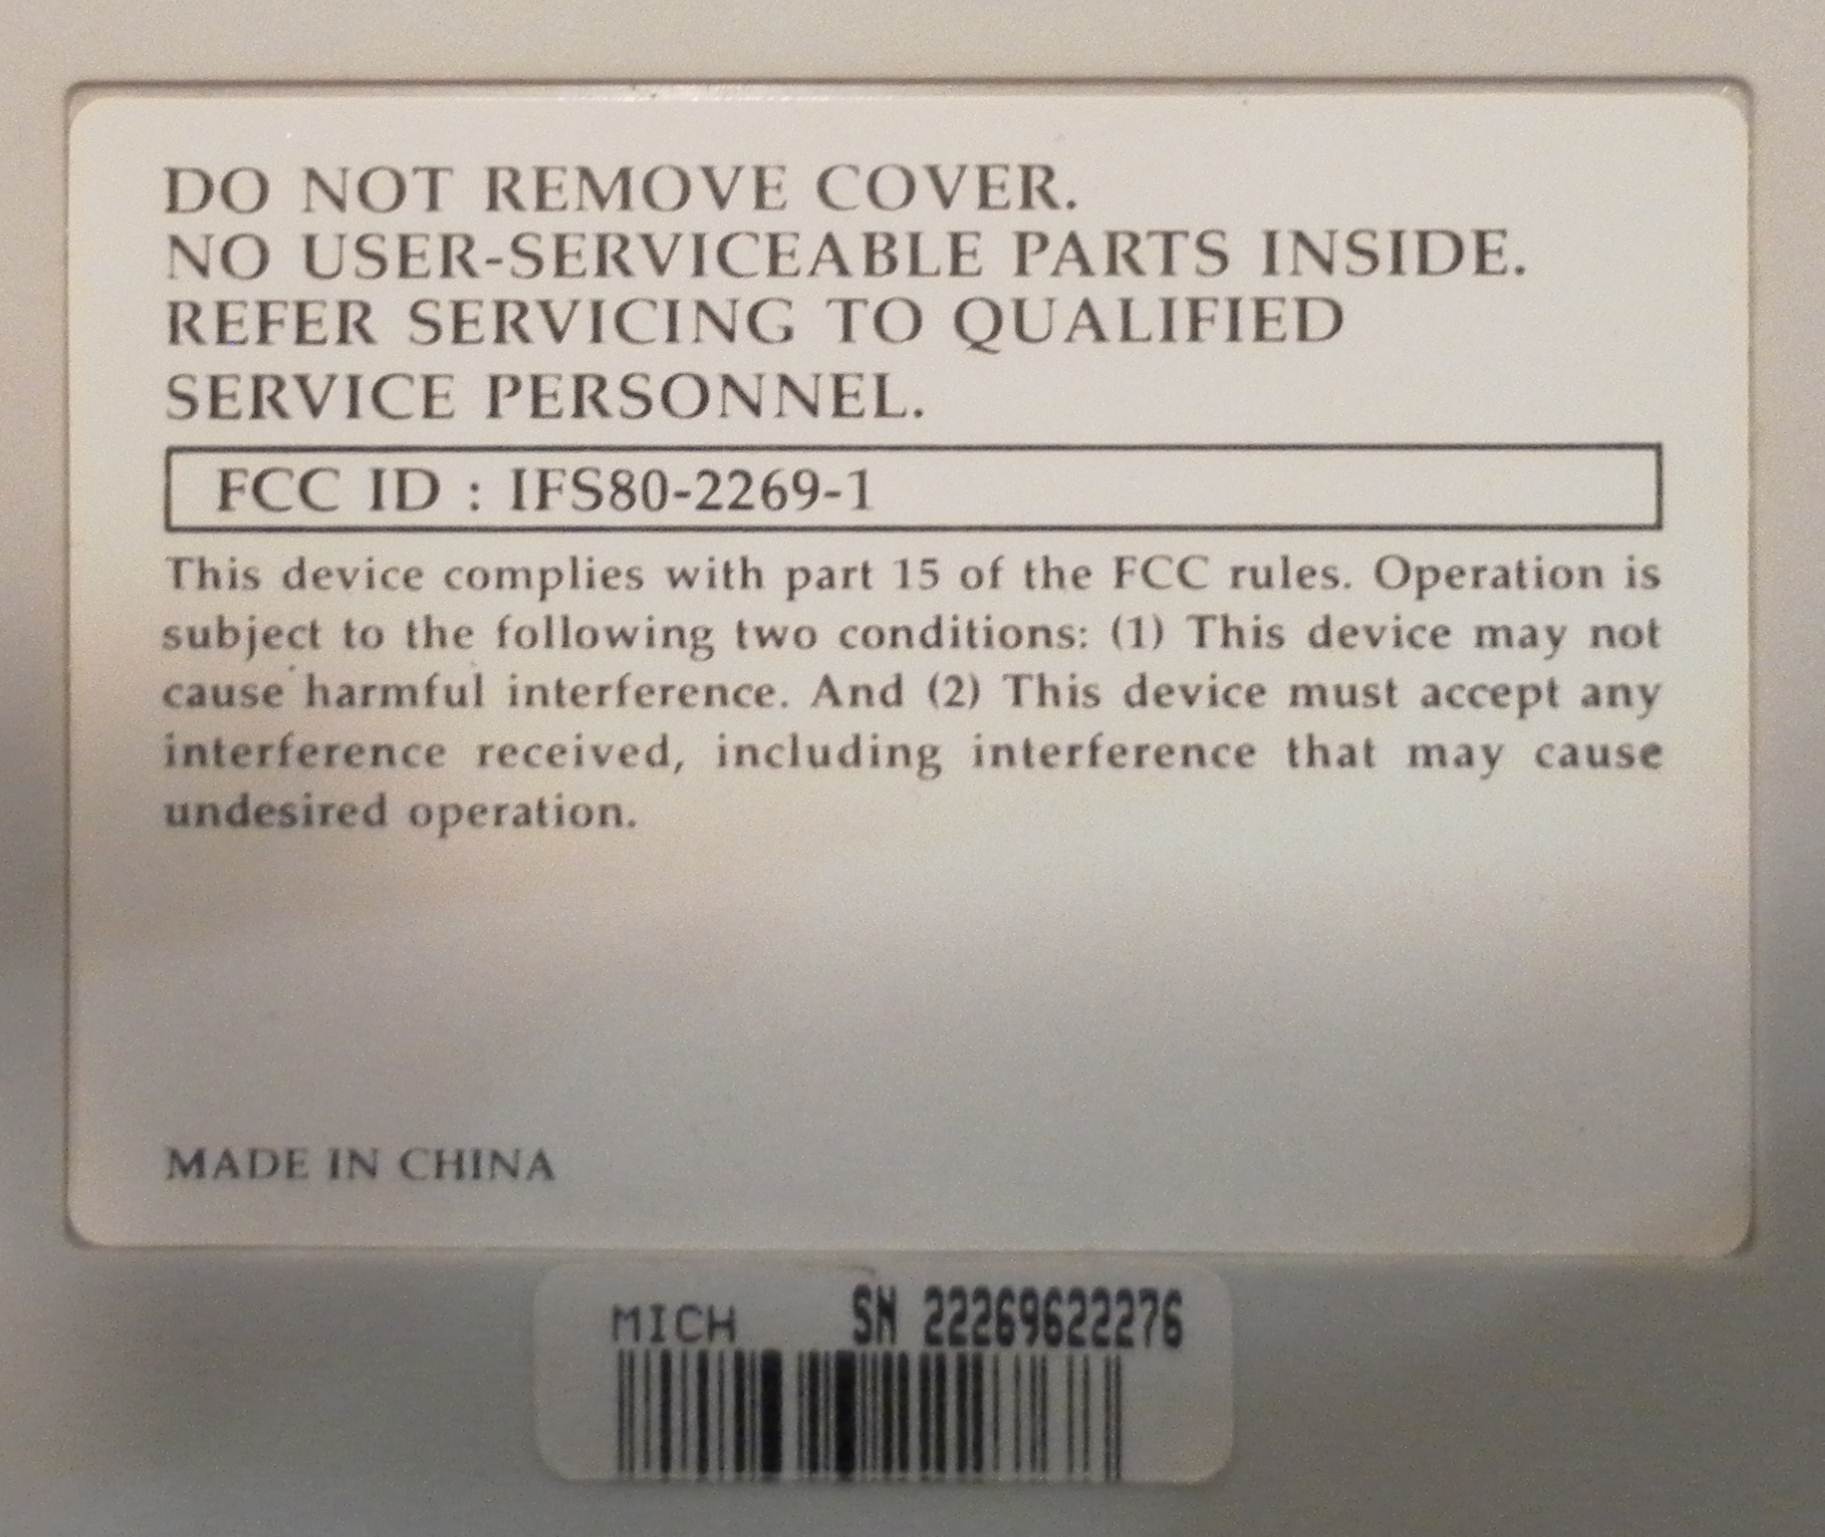 DO NOT REMOVE COVER.
NO USER-SERVICEABLE PARTS INSIDE.
REFER SERVICING TO QUALIFIED
SERVICE PERSONNEL.
FCC ID : IFS80-2269-1
This device complies with part 15 of the FCC rules. Operation is
subject to the following two conditions: (1) This device may not
cause harmful interference. And (2) This device must accept any
interference received, including interference that may cause
undesired operation.
MADE IN CHINA
MICH SN 22269622276